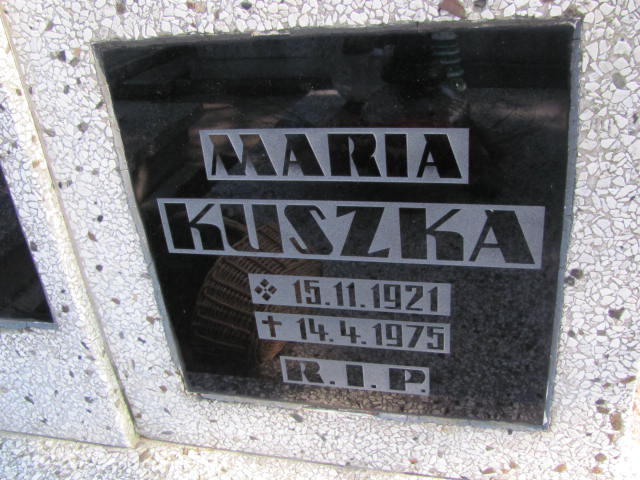 MARIA
KUSZKA
15.11.1921
✝ 14.4.1975
R.I.P.